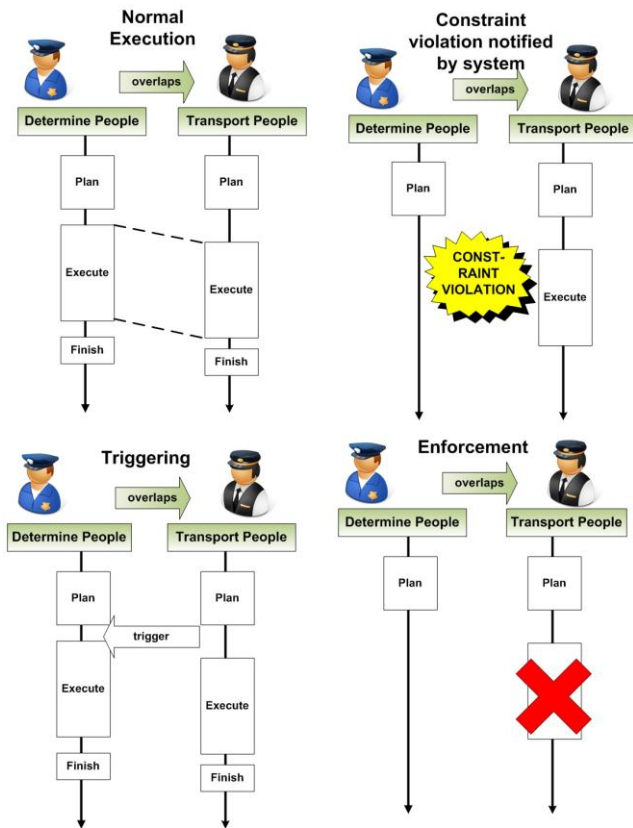 Normal
Execution
overlaps
Determine People
Transport People
Plan
Plan
Execute
Execute
Finish
Finish
Constraint
violation notified
by system
overlaps
Determine People
Transport People
Plan
Plan
CONST-
RAINT
VIOLATION
Execute
Triggering
overlaps
Determine People
Transport People
Plan
Plan
trigger
Execute
Execute
Finish
Finish
Enforcement
overlaps
Determine People
Transport People
Plan
Plan